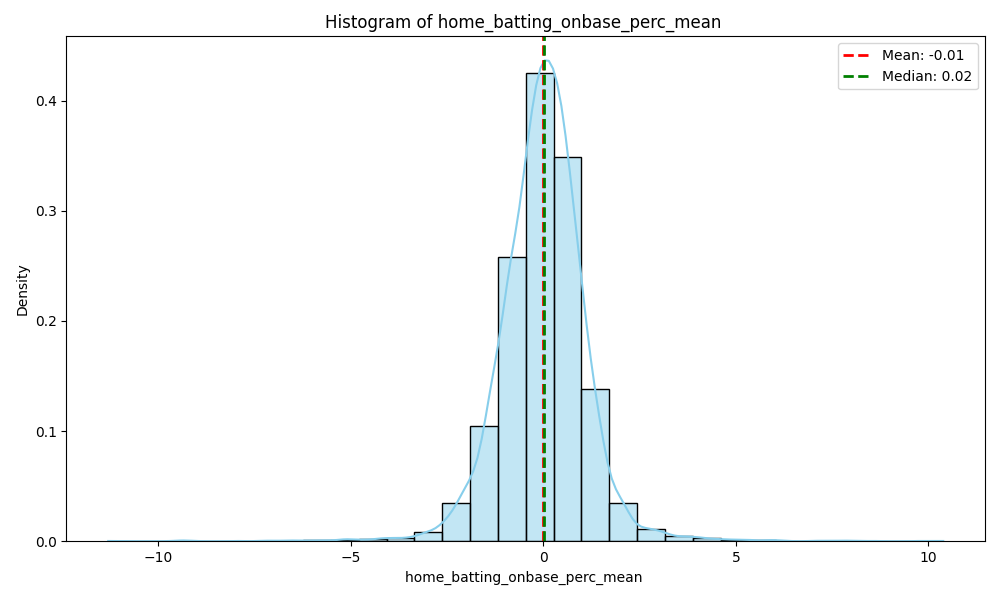 Histogram of home_batting_onbase_perc_mean
Mean: -0.01
Median: 0.02
Density
0.4
0.3
0.2
0.1
0.0
−10
−5
0
5
10
home_batting_onbase_perc_mean